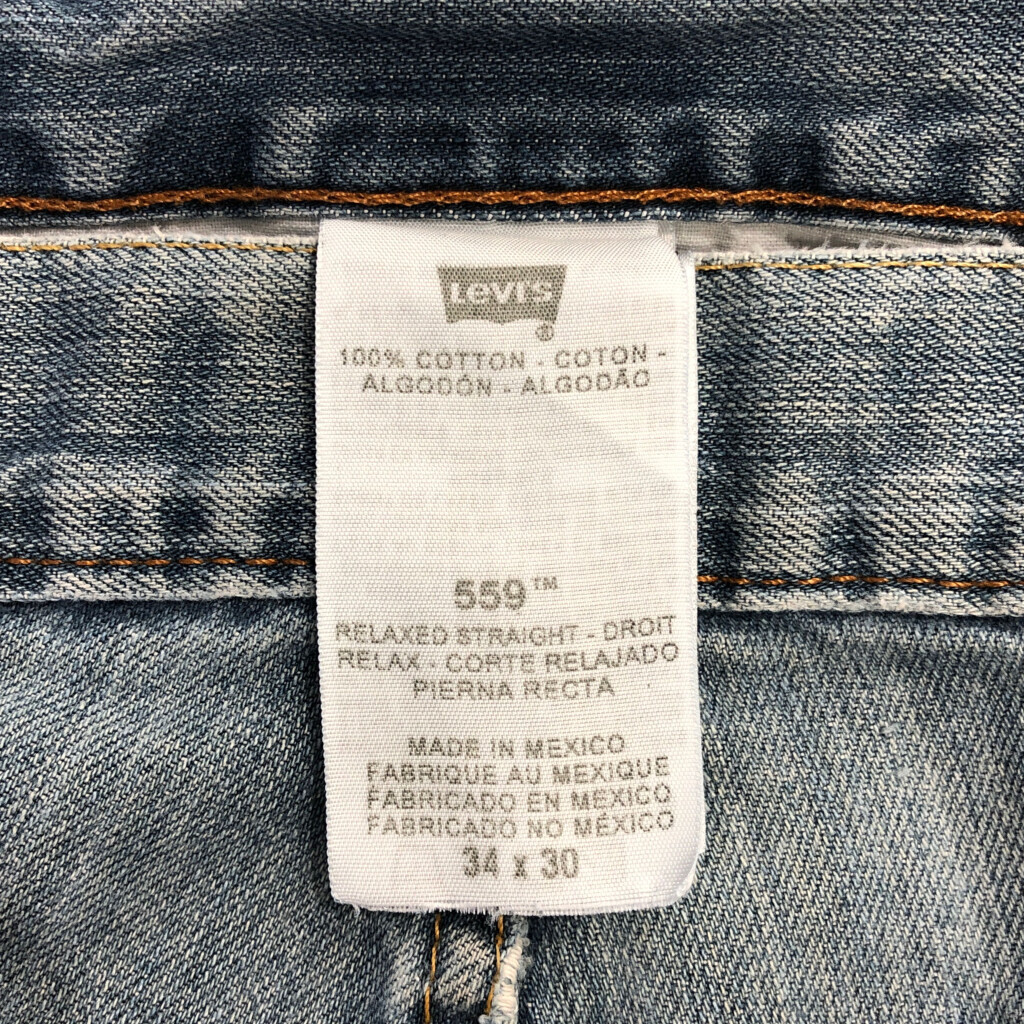 Levi's
®
100% COTTON - COTON -
ALGODÓN - ALGODÃO
559™
RELAXED STRAIGHT - DROIT
RELAX - CORTE RELAJADO
PIERNA RECTA
MADE IN MEXICO
FABRIQUE AU MEXIQUE
FABRICADO EN MEXICO
FABRICADO NO MÉXICO
34 x 30